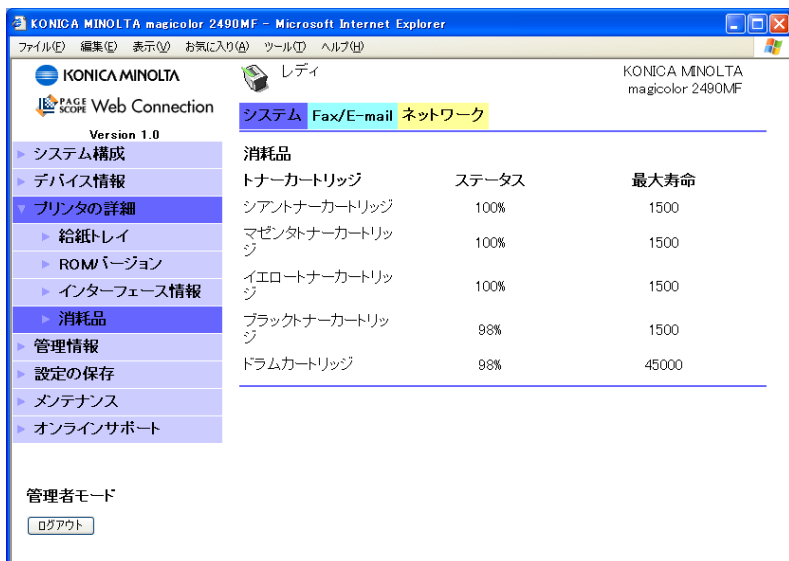 KONICA MINOLTA magicolor 2490MF - Microsoft Internet Explorer
ファイル(F) 編集(E) 表示(V) お気に入り(A) ツール(T) ヘルプ(H)
KONICA MINOLTA
レディ
KONICA MINOLTA
magicolor 2490MF
PAGE SCOPE Web Connection
Version 1.0
システム Fax/E-mail ネットワーク
システム構成
デバイス情報
プリンタの詳細
給紙トレイ
ROMバージョン
インターフェース情報
消耗品
管理情報
設定の保存
メンテナンス
オンラインサポート
管理者モード
ログアウト
消耗品
トナーカートリッジ ステータス 最大寿命
シアントナーカートリッジ 100% 1500
マゼンタトナーカートリッ
ジ 100% 1500
イエロートナーカートリッ
ジ 100% 1500
ブラックトナーカートリッ
ジ 98% 1500
ドラムカートリッジ 98% 45000